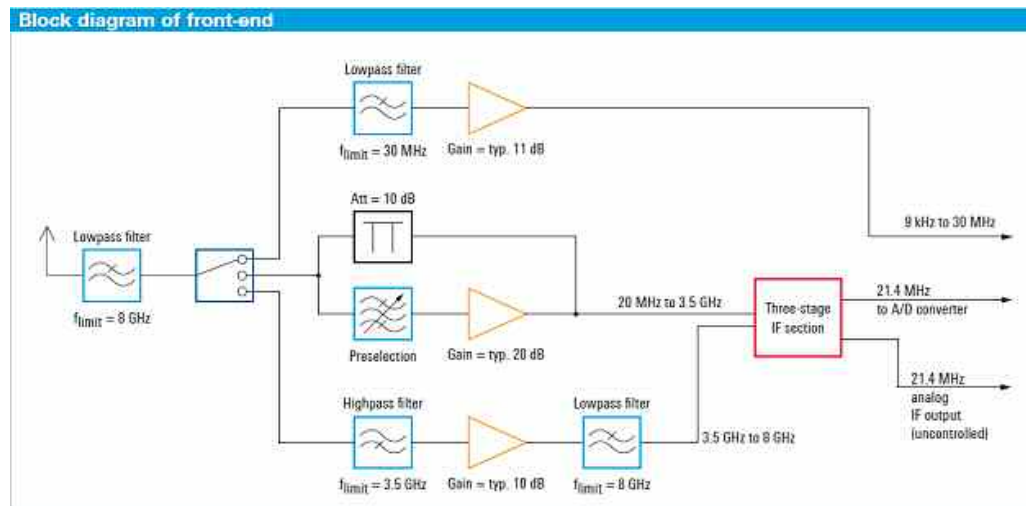 Block diagram of front-end
Lowpass filter
flimit = 30 MHz
Gain = typ. 11 dB
Att = 10 dB
9 kHz to 30 MHz
Lowpass filter
flimit = 8 GHz
Preselection
Gain = typ. 20 dB
20 MHz to 3.5 GHz
Three-stage
IF section
21.4 MHz
to A/D converter
21.4 MHz
analog
IF output
(uncontrolled)
Highpass filter
flimit = 3.5 GHz
Gain = typ. 10 dB
Lowpass filter
flimit = 8 GHz
3.5 GHz to 8 GHz